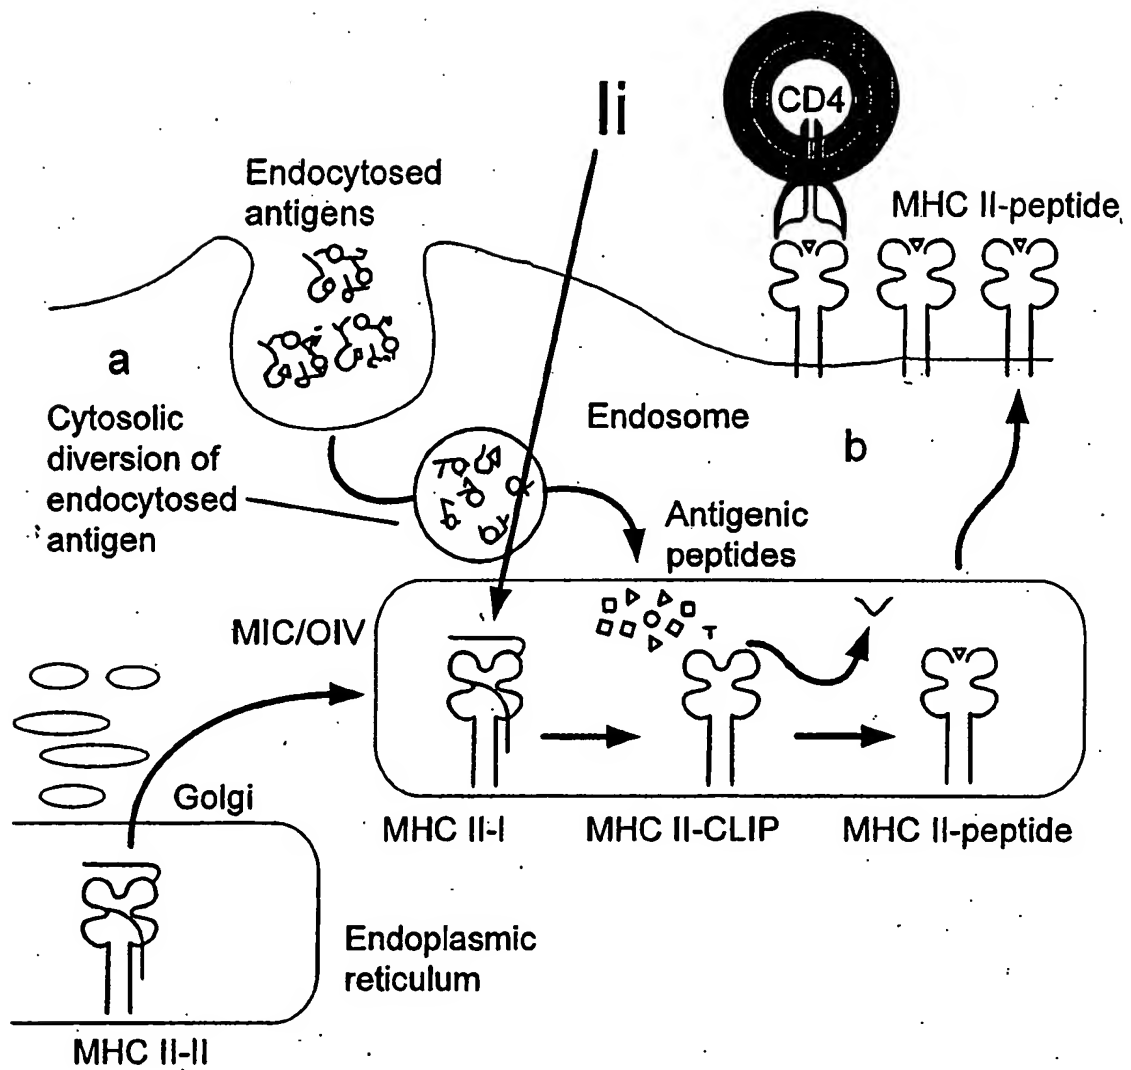 Ii
CD4
Endocytosed
antigens
MHC II-peptide
a
Cytosolic
diversion of
endocytosed
antigen
Endosome
b
Antigenic
peptides
MIC/OIV
Golgi
MHC II-I
MHC II-CLIP
MHC II-peptide
Endoplasmic
reticulum
MHC II-II